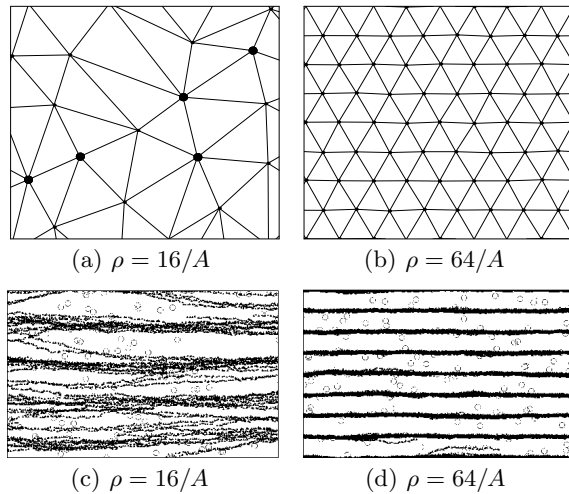 (a) ρ = 16/A
(b) ρ = 64/A
(c) ρ = 16/A
(d) ρ = 64/A